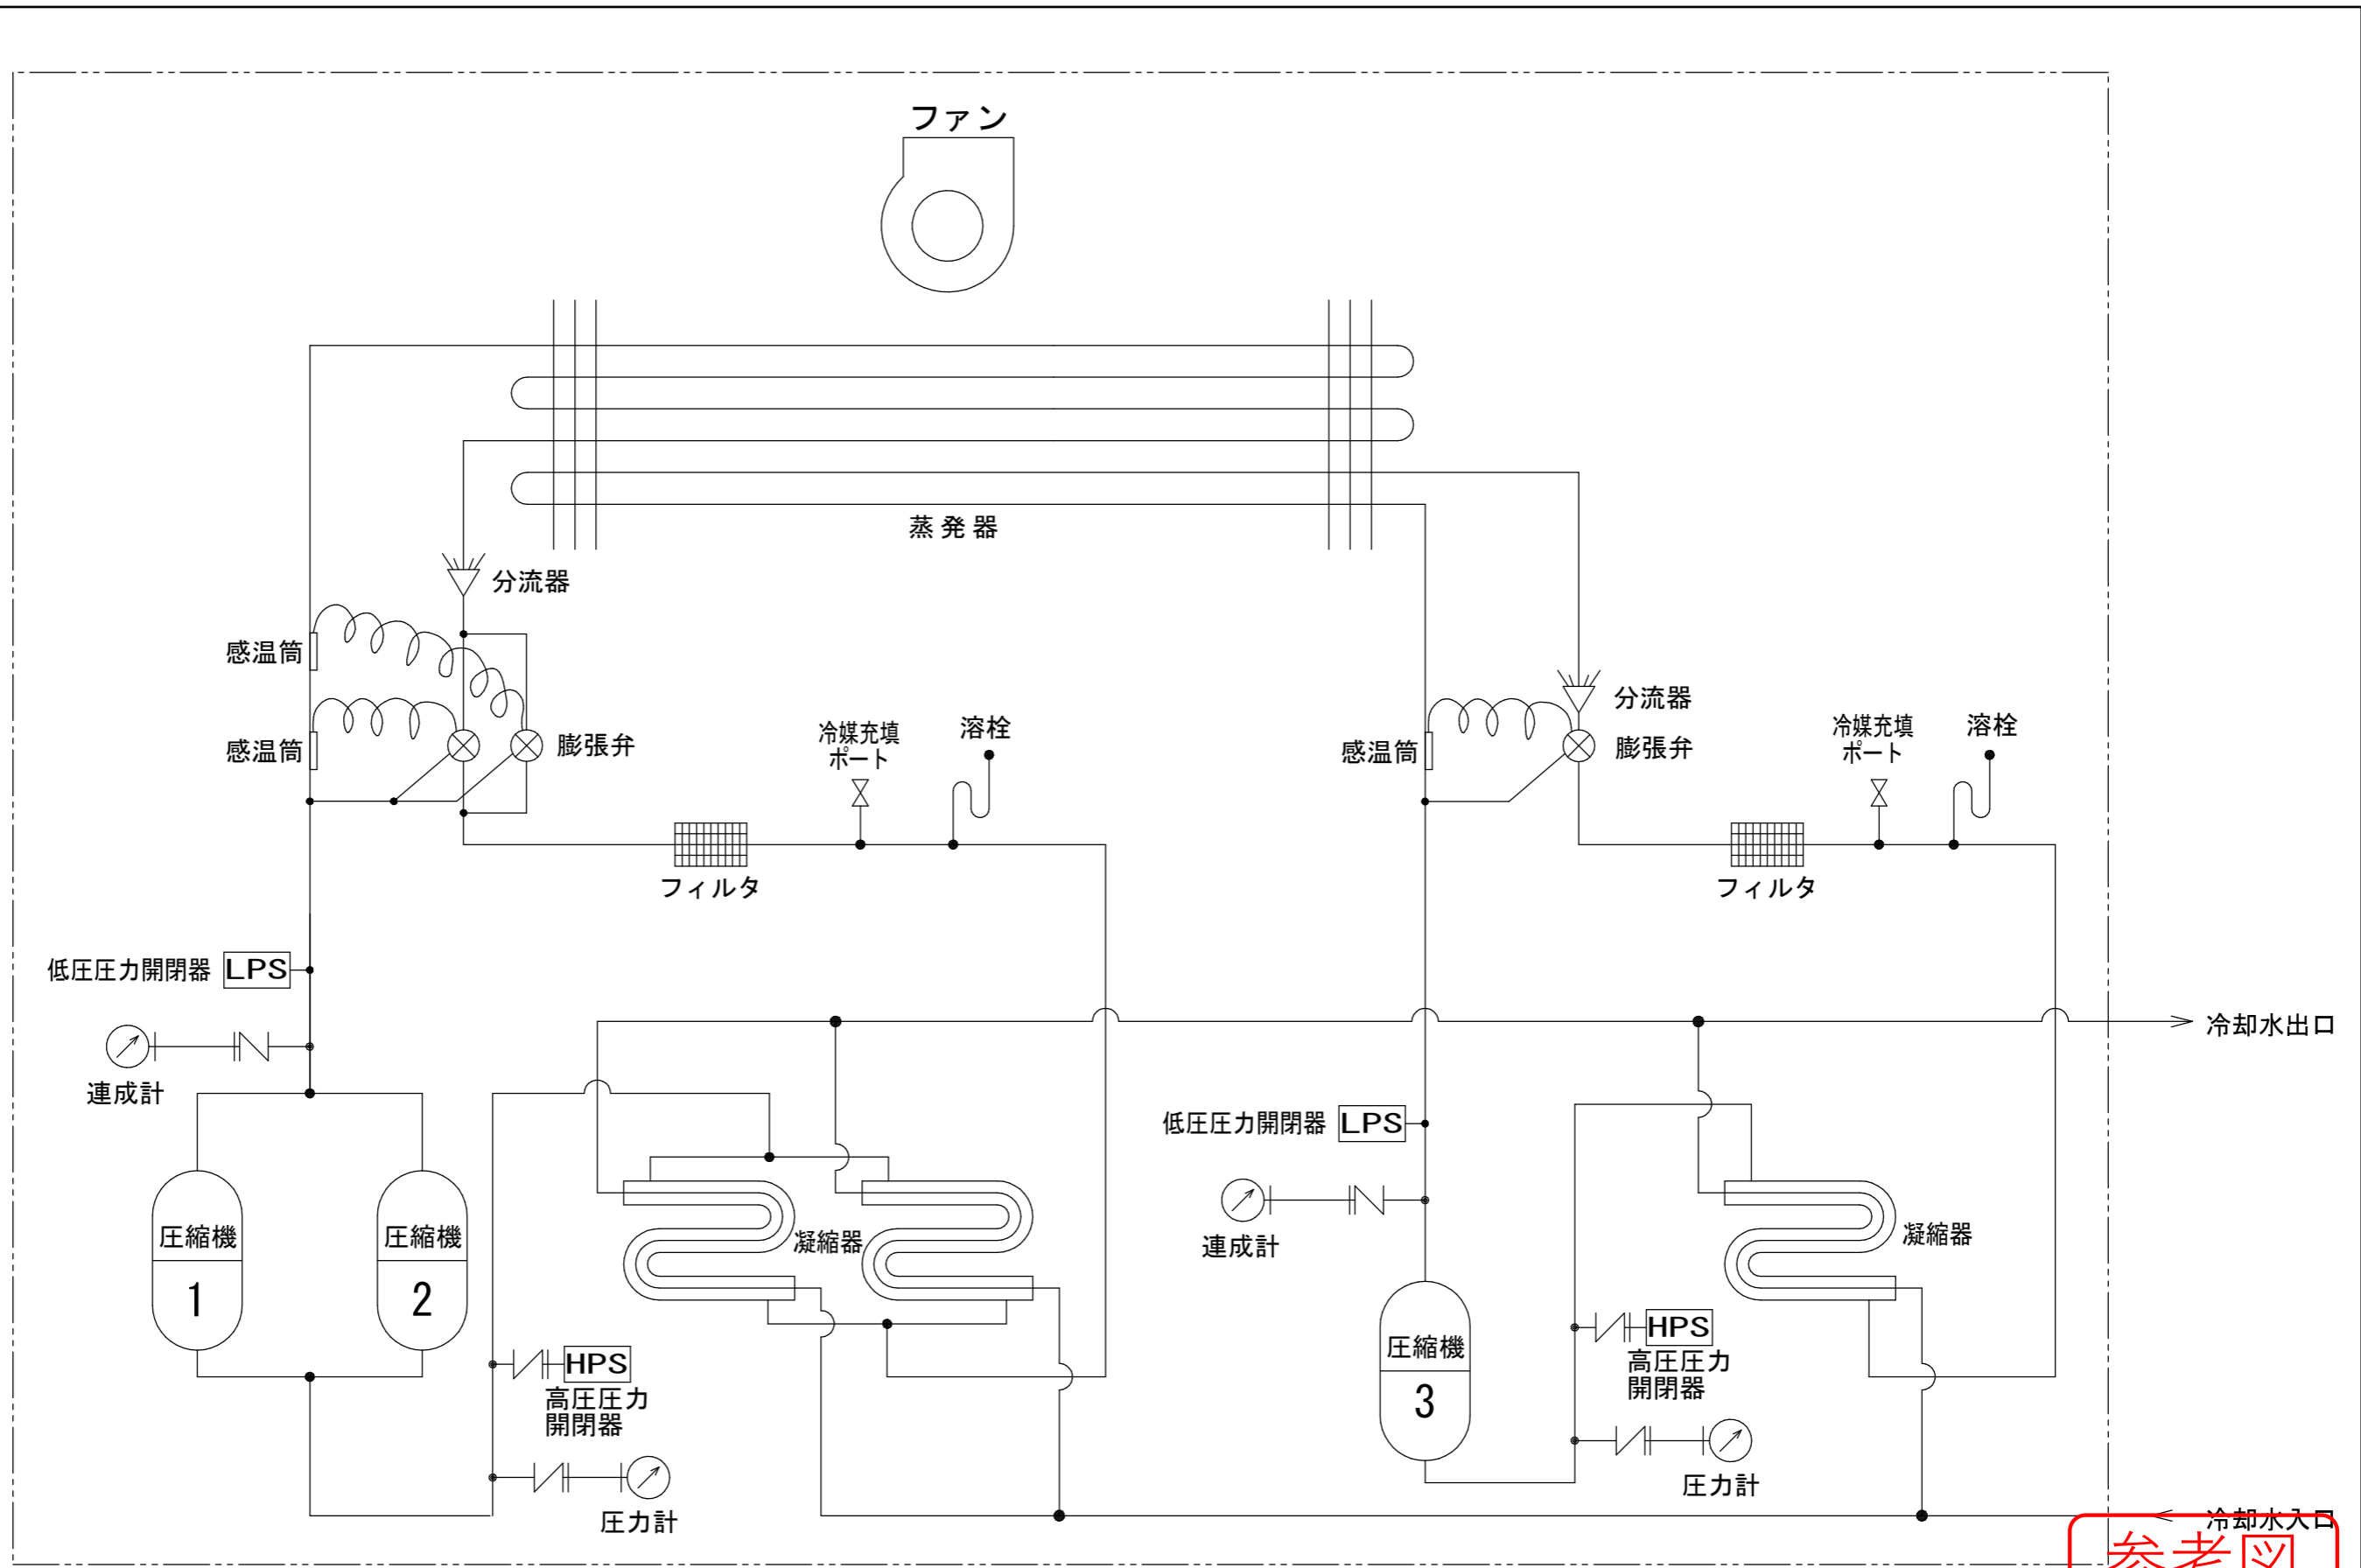 ファン
蒸発器
分流器
感温筒
感温筒
膨張弁
冷媒充填
ポート
溶栓
フィルタ
分流器
感温筒
膨張弁
冷媒充填
ポート
溶栓
フィルタ
低圧圧力開閉器 LPS
連成計
冷却水出口
低圧圧力開閉器 LPS
連成計
圧縮機
1
圧縮機
2
凝縮器
凝縮器
HPS
高圧圧力
開閉器
圧力計
圧縮機
3
HPS
高圧圧力
開閉器
圧力計
冷却水入口
参考図